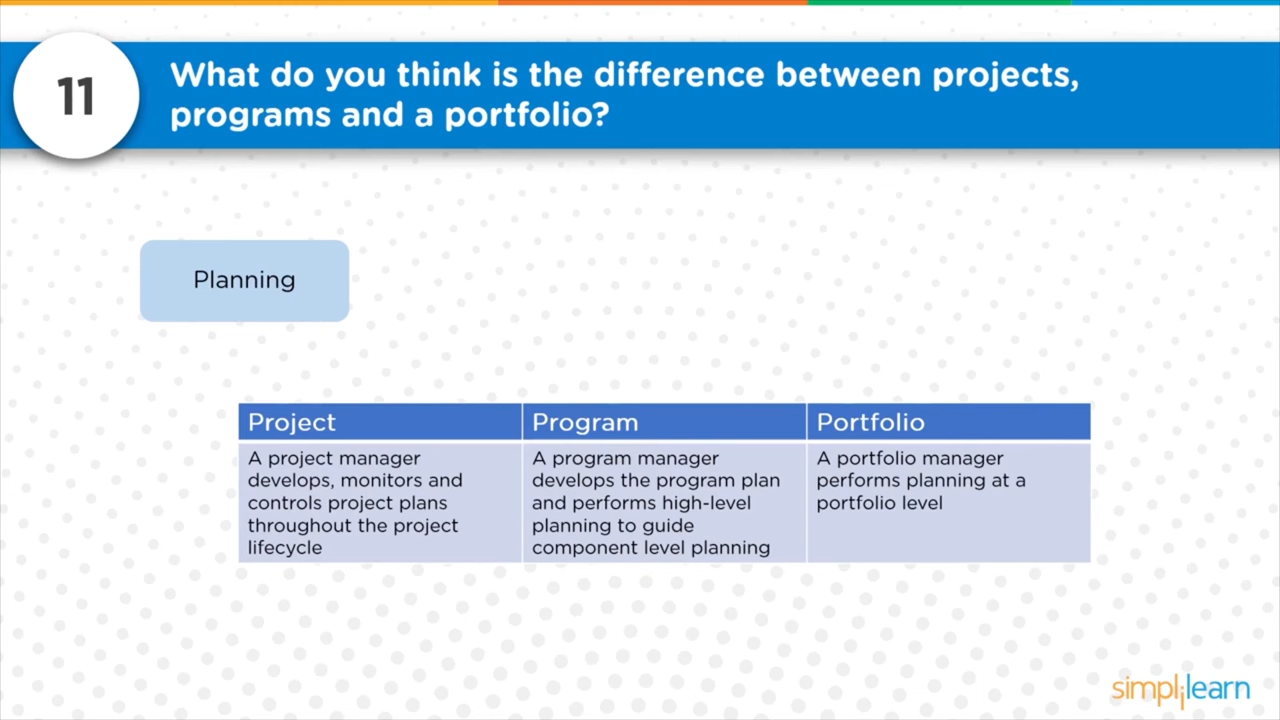 11
What do you think is the difference between projects,
programs and a portfolio?
Planning
Project
Program
Portfolio
A project manager
develops, monitors and
controls project plans
throughout the project
lifecycle
A program manager
develops the program plan
and performs high-level
planning to guide
component level planning
A portfolio manager
performs planning at a
portfolio level
simplilearn